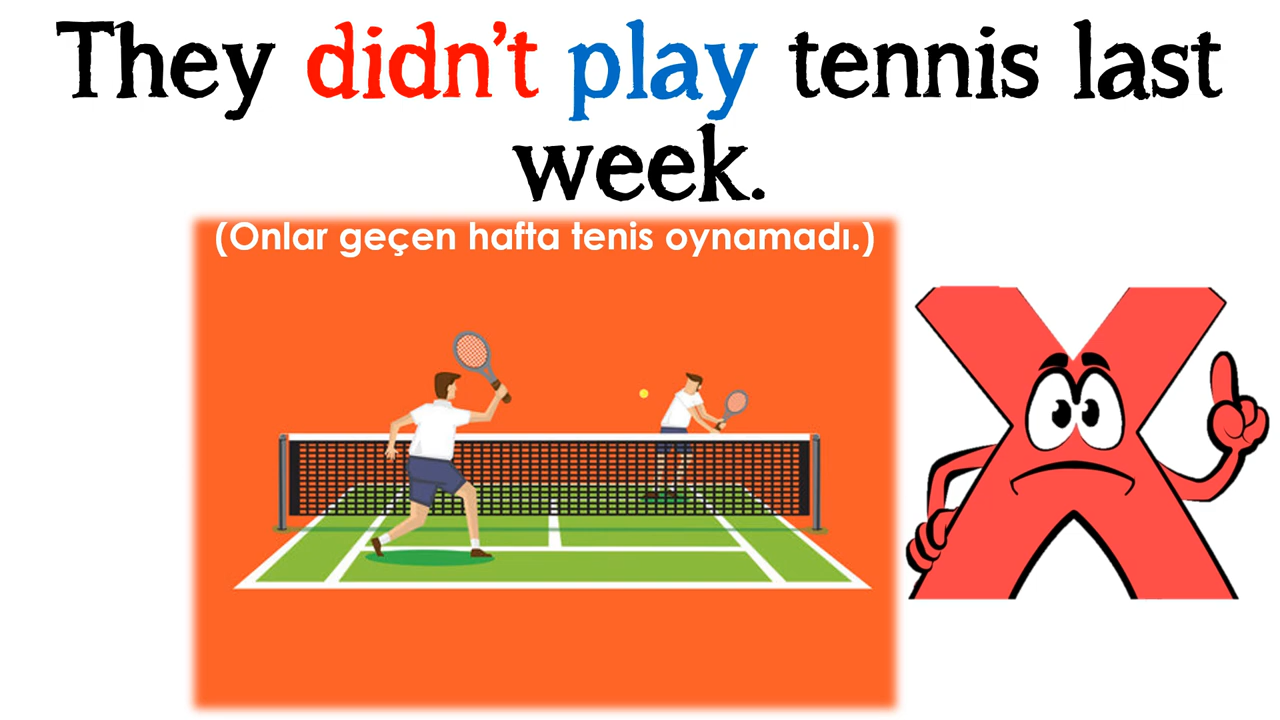 They didn’t play tennis last
week.
(Onlar geçen hafta tenis oynamadı.)